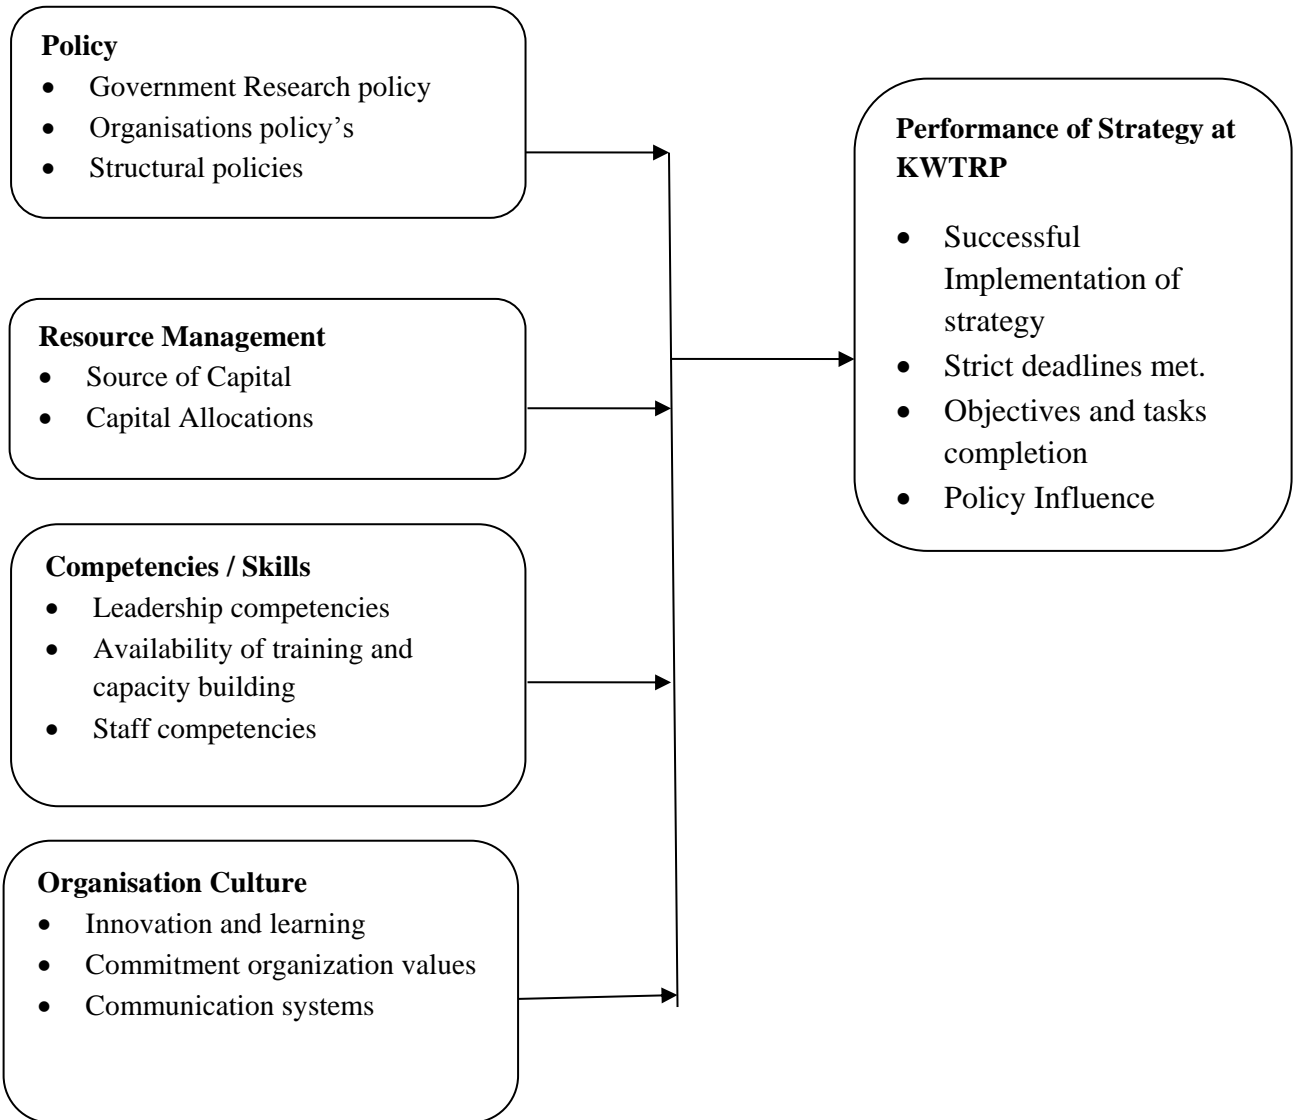 Policy
• Government Research policy
• Organisations policy’s
• Structural policies
Resource Management
• Source of Capital
• Capital Allocations
Competencies / Skills
• Leadership competencies
• Availability of training and
capacity building
• Staff competencies
Organisation Culture
• Innovation and learning
• Commitment organization values
• Communication systems
Performance of Strategy at
KWTRP
• Successful
Implementation of
strategy
• Strict deadlines met.
• Objectives and tasks
completion
• Policy Influence